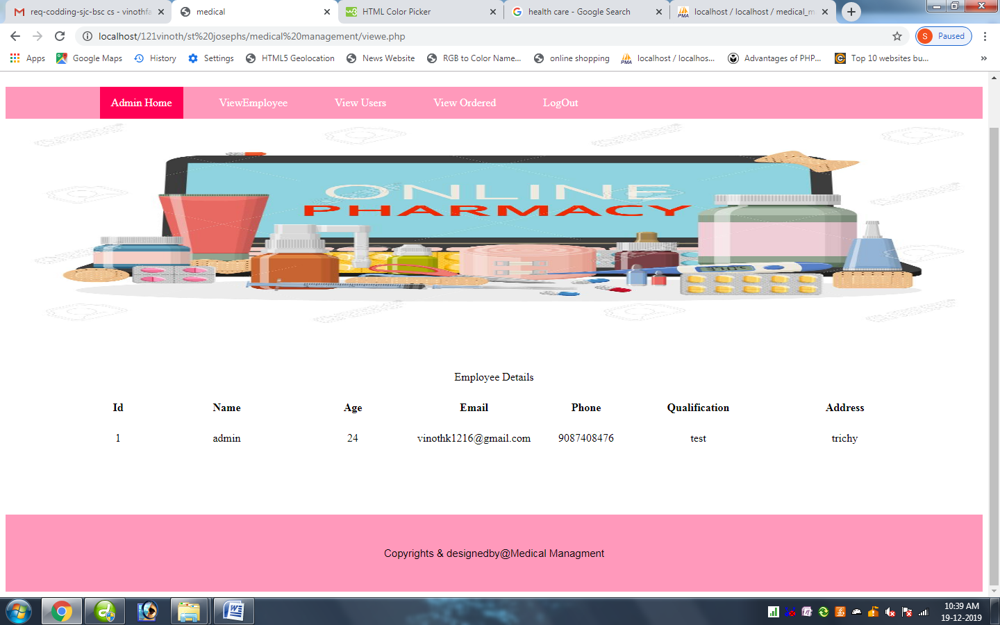 req-codding-sjc-bsc cs - vinothfa
medical
HTML Color Picker
health care - Google Search
localhost / localhost / medical_m
localhost/121vinoth/st%20josephs/medical%20management/viewe.php
S
Paused
Apps
Google Maps
History
Settings
HTML5 Geolocation
News Website
RGB to Color Name...
online shopping
PMA
localhost / localhos...
Advantages of PHP...
Top 10 websites bu...
»
Admin Home
ViewEmployee
View Users
View Ordered
LogOut
ONLINE
PHARMACY
Employee Details
Id Name Age Email Phone Qualification Address
1 admin 24 vinothk1216@gmail.com 9087408476 test trichy
Copyrights & designedby@Medical Managment
10:39 AM
19-12-2019